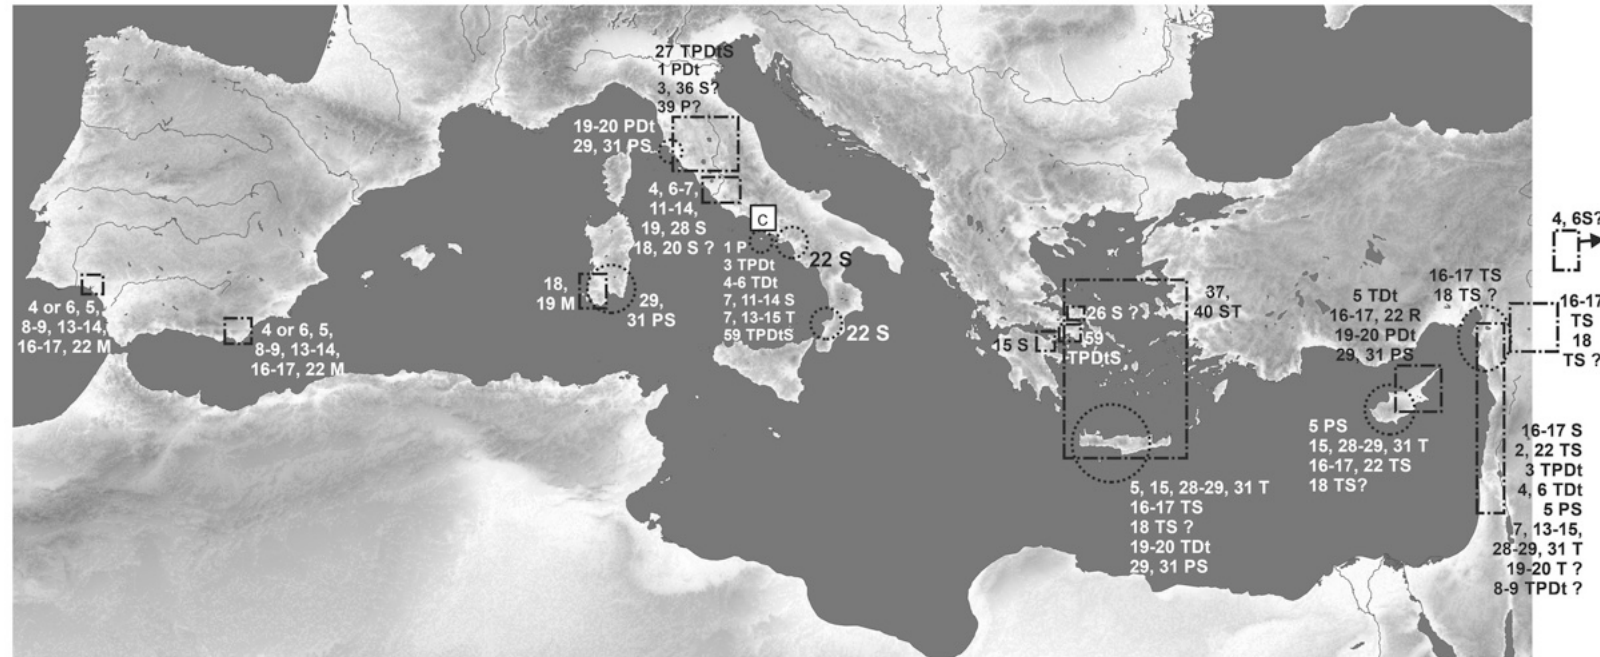 27 TPDtS
1 PDt
3, 36 S?
39 P?
19-20 PDt
29, 31 PS
4, 6-7,
11-14,
19, 28 S
18, 20 S ?
C
1 P
3 TPDt
4-6 TDt
7, 11-14 S
7, 13-15 T
59 TPDtS
22 S
22 S
18,
19 M
29,
31 PS
4 or 6, 5,
8-9, 13-14,
16-17, 22 M
4 or 6, 5,
8-9, 13-14,
16-17, 22 M
37,
40 ST
26 S ?
15 S
59
TPDtS
5, 15, 28-29, 31 T
16-17 TS
18 TS ?
19-20 TDt
29, 31 PS
5 TDt
16-17, 22 R
19-20 PDt
29, 31 PS
16-17 TS
18 TS ?
5 PS
15, 28-29, 31 T
16-17, 22 TS
18 TS?
4, 6S?
16-17
TS
18
TS ?
16-17 S
2, 22 TS
3 TPDt
4, 6 TDt
5 PS
7, 13-15,
28-29, 31 T
19-20 T ?
8-9 TPDt ?